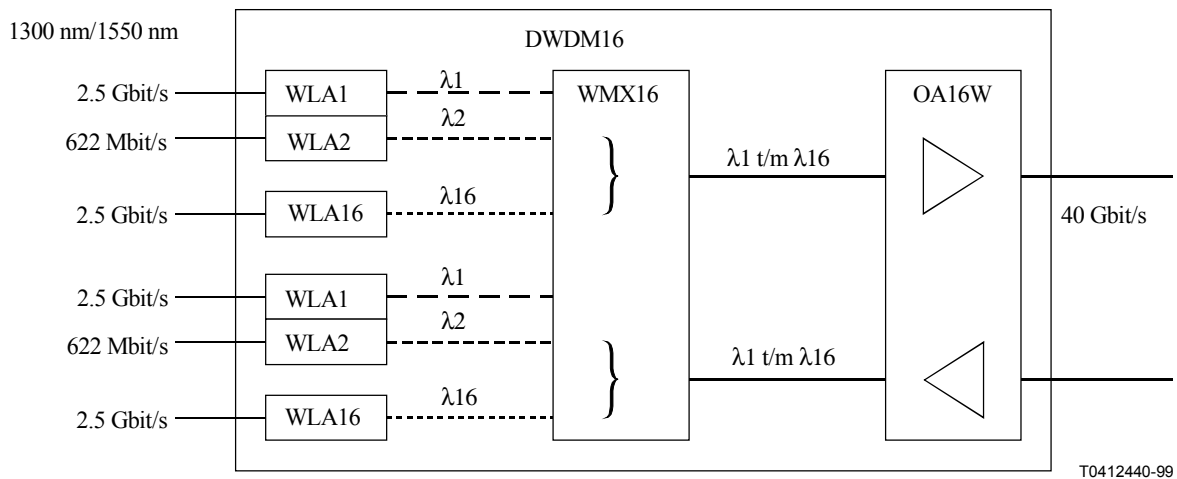 1300 nm/1550 nm
DWDM16
2.5 Gbit/s
WLA1
λ1
WMX16
OA16W
622 Mbit/s
WLA2
λ2
}
λ1 t/m λ16
2.5 Gbit/s
WLA16
λ16
40 Gbit/s
2.5 Gbit/s
WLA1
λ1
622 Mbit/s
WLA2
λ2
}
λ1 t/m λ16
2.5 Gbit/s
WLA16
λ16
T0412440-99